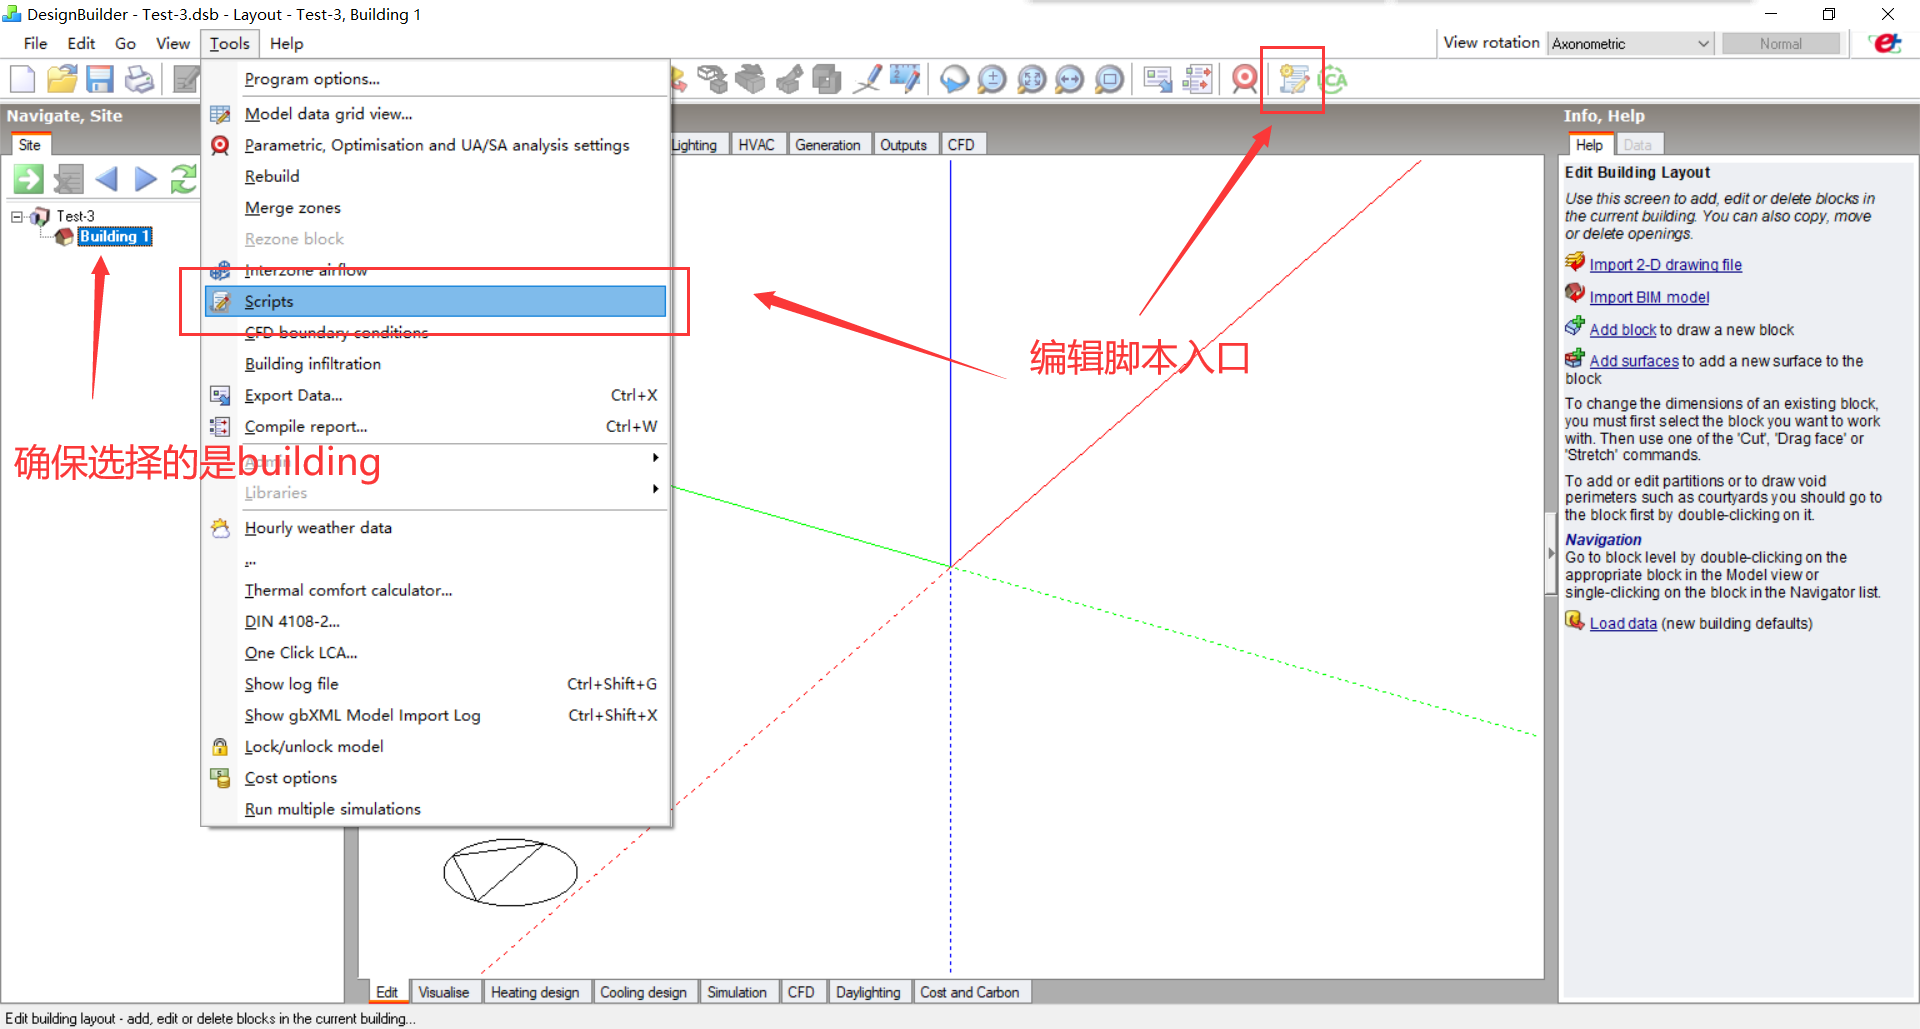 DesignBuilder - Test-3.dsb - Layout - Test-3, Building 1
File Edit Go View Tools Help
View rotation Axonometric Normal
Navigate, Site
Site
Test-3
Building 1
确保选择的是building
Program options...
Model data grid view...
Parametric, Optimisation and UA/SA analysis settings
Rebuild
Merge zones
Rezone block
Interzone airflow
Scripts
CFD boundary conditions
Building infiltration
Export Data... Ctrl+X
Compile report... Ctrl+W
Libraries
Hourly weather data
...
Thermal comfort calculator...
DIN 4108-2...
One Click LCA...
Show log file Ctrl+Shift+G
Show gbXML Model Import Log Ctrl+Shift+X
Lock/unlock model
Cost options
Run multiple simulations
Lighting HVAC Generation Outputs CFD
编辑脚本入口
Edit Visualise Heating design Cooling design Simulation CFD Daylighting Cost and Carbon
Info, Help
Help Data
Edit Building Layout
Use this screen to add, edit or delete blocks in
the current building. You can also copy, move
or delete openings.
Import 2-D drawing file
Import BIM model
Add block to draw a new block
Add surfaces to add a new surface to the
block
To change the dimensions of an existing block,
you must first select the block you want to work
with. Then use one of the 'Cut', 'Drag face' or
'Stretch' commands.
To add or edit partitions or to draw void
perimeters such as courtyards you should go to
the block first by double-clicking on it.
Navigation
Go to block level by double-clicking on the
appropriate block in the Model view or
single-clicking on the block in the Navigator list.
Load data (new building defaults)
Edit building layout - add, edit or delete blocks in the current building...